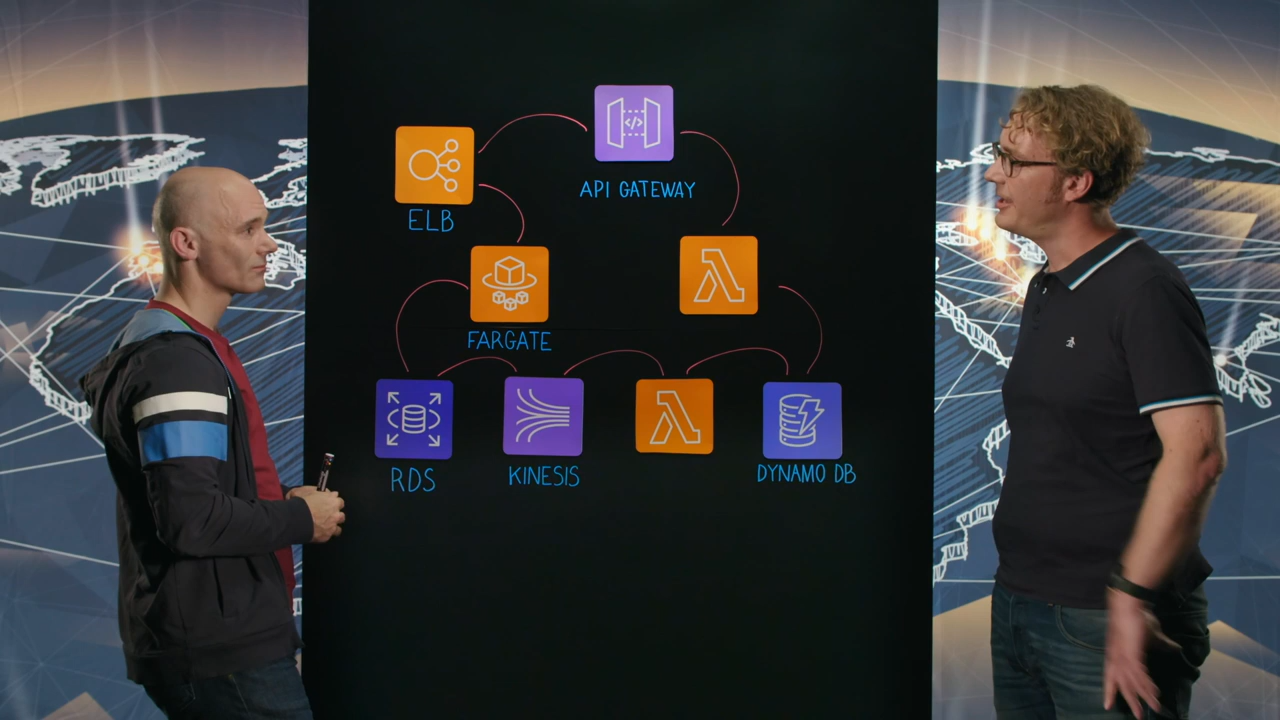 API GATEWAY
ELB
FARGATE
RDS
KINESIS
DYNAMO DB